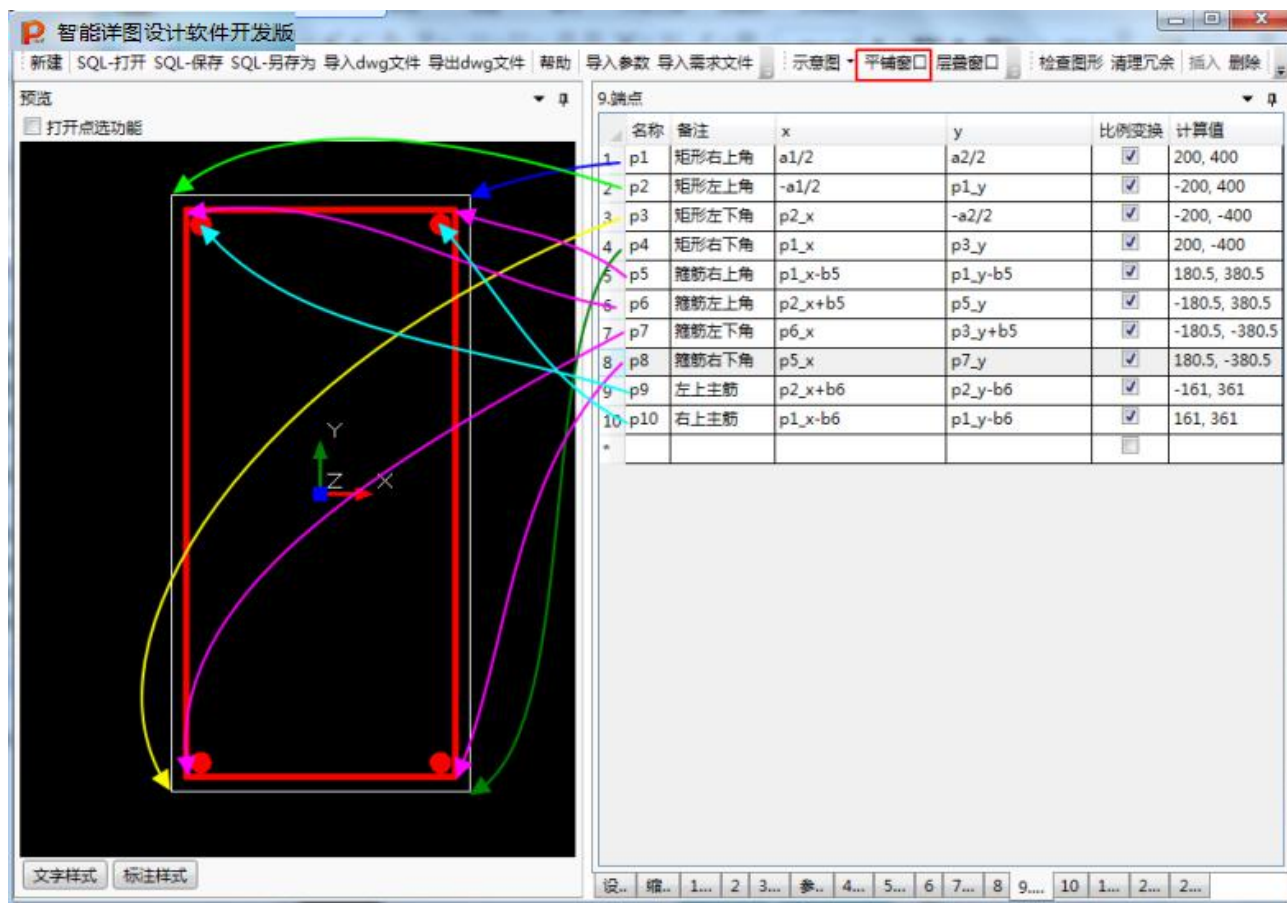 智能详图设计软件开发版
新建 SQL-打开 SQL-保存 SQL-另存为 导入dwg文件 导出dwg文件 帮助 导入参数 导入需求文件 示意图 平铺窗口 层叠窗口 检查图形 清理冗余 插入 删除
预览
打开点选功能
Y
Z X
文字样式 标注样式
9.端点
名称 备注 x y 比例变换 计算值
1 p1 矩形右上角 a1/2 a2/2 200, 400
2 p2 矩形左上角 -a1/2 p1_y -200, 400
3 p3 矩形左下角 p2_x -a2/2 -200, -400
4 p4 矩形右下角 p1_x p3_y 200, -400
5 p5 箍筋右上角 p1_x-b5 p1_y-b5 180.5, 380.5
6 p6 箍筋左上角 p2_x+b5 p5_y -180.5, 380.5
7 p7 箍筋左下角 p6_x p3_y+b5 -180.5, -380.5
8 p8 箍筋右下角 p5_x p7_y 180.5, -380.5
9 p9 左上主筋 p2_x+b6 p2_y-b6 -161, 361
10 p10 右上主筋 p1_x-b6 p1_y-b6 161, 361
*
设.. 缩.. 1... 2 3... 参.. 4... 5... 6 7... 8 9.... 10 1... 2... 2...